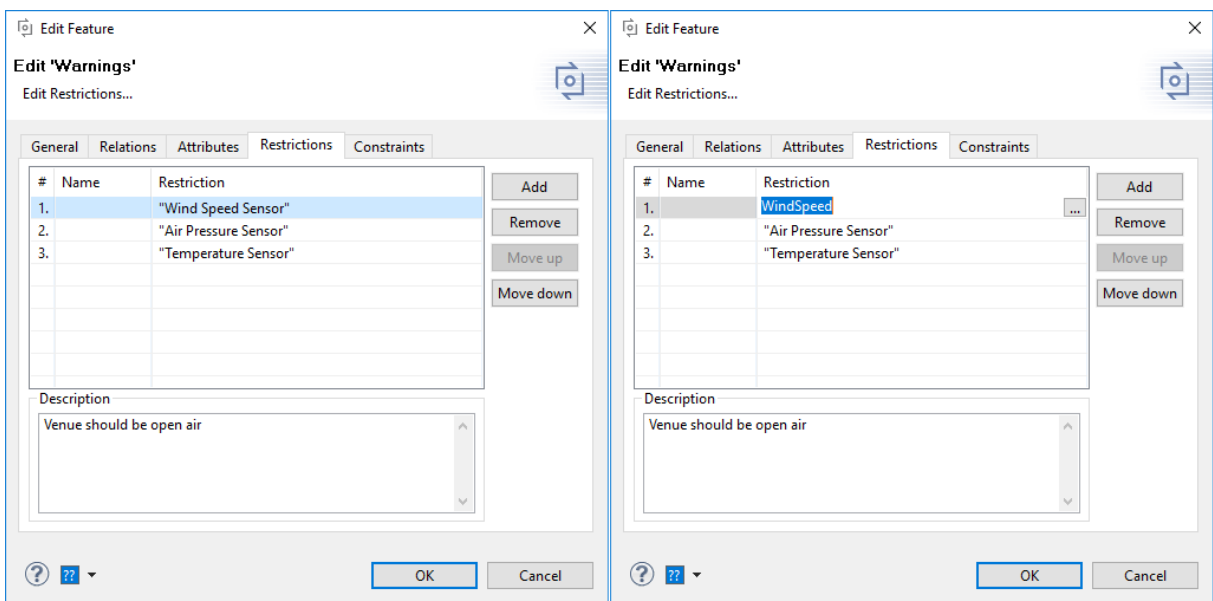 Edit Feature
Edit 'Warnings'
Edit Restrictions...
General Relations Attributes Restrictions Constraints
# Name Restriction
1. "Wind Speed Sensor"
2. "Air Pressure Sensor"
3. "Temperature Sensor"
Add
Remove
Move up
Move down
Description
Venue should be open air
? ?? OK Cancel
Edit Feature
Edit 'Warnings'
Edit Restrictions...
General Relations Attributes Restrictions Constraints
# Name Restriction
1. WindSpeed ...
2. "Air Pressure Sensor"
3. "Temperature Sensor"
Add
Remove
Move up
Move down
Description
Venue should be open air
? ?? OK Cancel